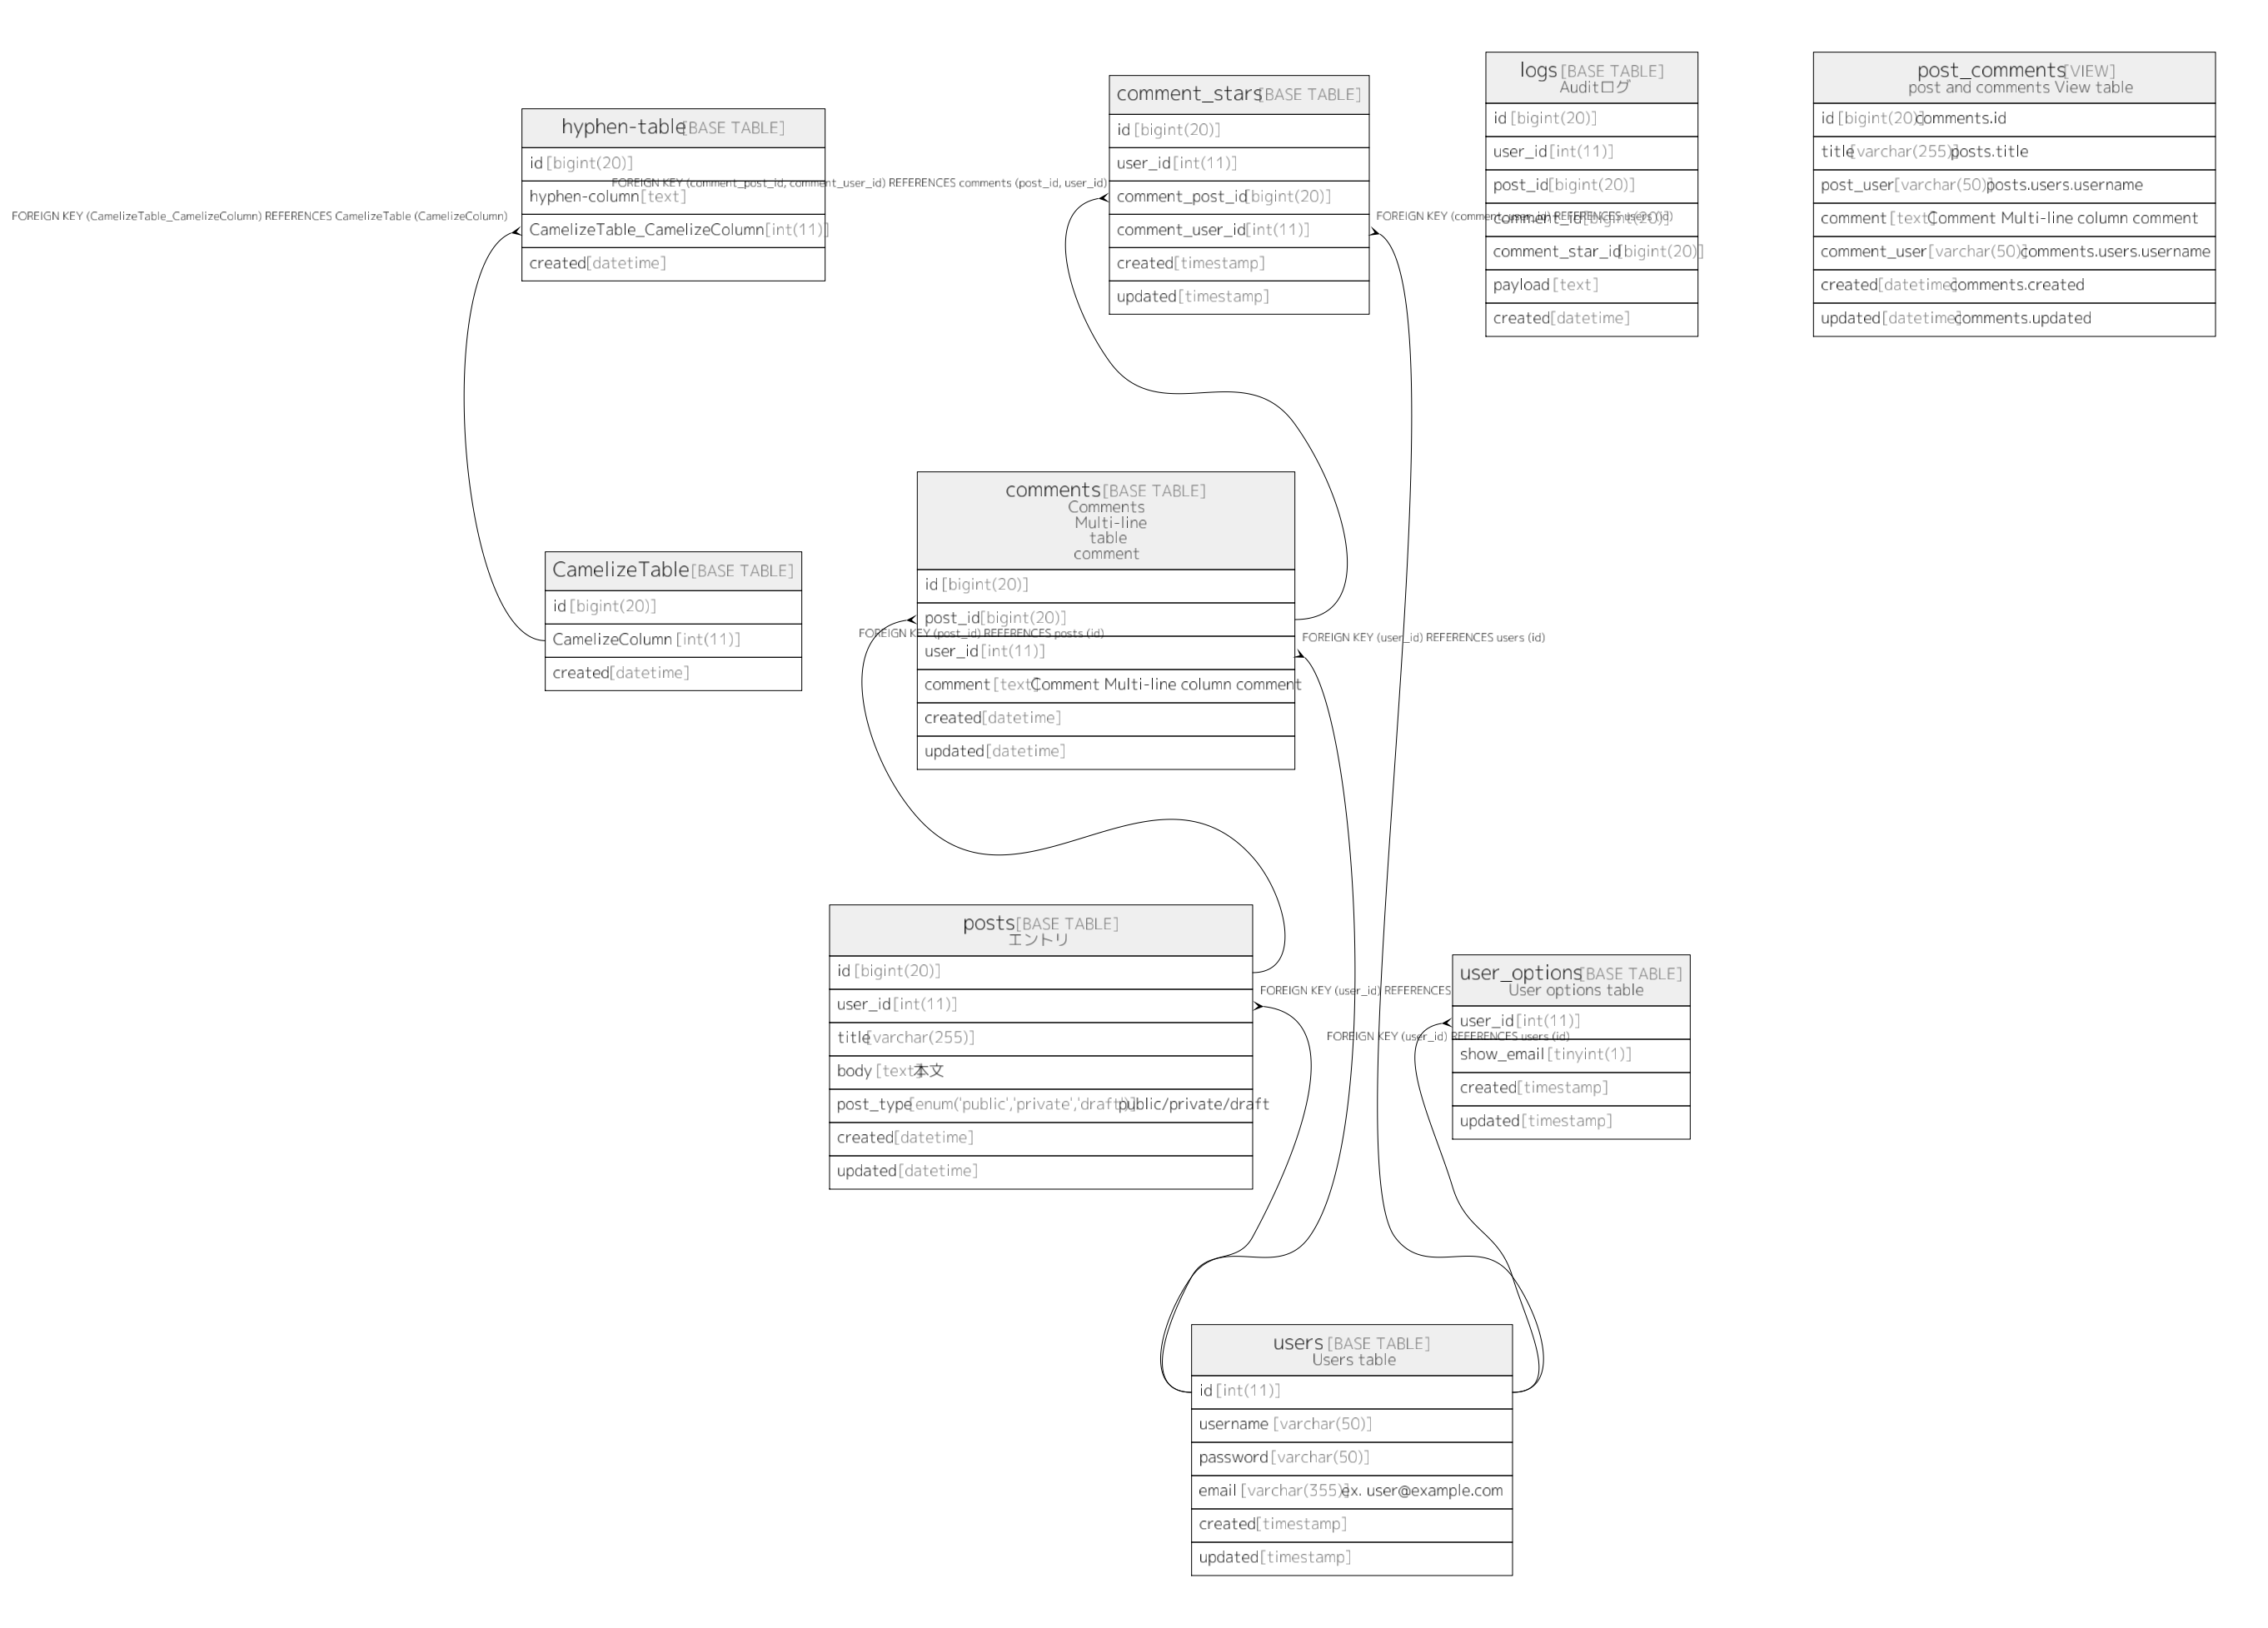 hyphen-table [BASE TABLE]
id [bigint(20)]
hyphen-column [text]
CamelizeTable_CamelizeColumn [int(11)]
created [datetime]
FOREIGN KEY (CamelizeTable_CamelizeColumn) REFERENCES CamelizeTable (CamelizeColumn)
comment_stars [BASE TABLE]
id [bigint(20)]
user_id [int(11)]
comment_post_id [bigint(20)]
comment_user_id [int(11)]
created [timestamp]
updated [timestamp]
FOREIGN KEY (comment_post_id, comment_user_id) REFERENCES comments (post_id, user_id)
FOREIGN KEY (comment_user_id) REFERENCES users (id)
logs [BASE TABLE]
Auditログ
id [bigint(20)]
user_id [int(11)]
post_id [bigint(20)]
comment_id [bigint(20)]
comment_star_id [bigint(20)]
payload [text]
created [datetime]
post_comments [VIEW]
post and comments View table
id [bigint(20)] comments.id
title [varchar(255)] posts.title
post_user [varchar(50)] posts.users.username
comment [text] Comment Multi-line column comment
comment_user [varchar(50)] comments.users.username
created [datetime] comments.created
updated [datetime] comments.updated
CamelizeTable [BASE TABLE]
id [bigint(20)]
CamelizeColumn [int(11)]
created [datetime]
comments [BASE TABLE]
Comments
Multi-line
table
comment
id [bigint(20)]
post_id [bigint(20)]
user_id [int(11)]
comment [text] Comment Multi-line column comment
created [datetime]
updated [datetime]
FOREIGN KEY (post_id) REFERENCES posts (id)
FOREIGN KEY (user_id) REFERENCES users (id)
posts [BASE TABLE]
エントリ
id [bigint(20)]
user_id [int(11)]
title [varchar(255)]
body [text] 本文
post_type [enum('public','private','draft')] public/private/draft
created [datetime]
updated [datetime]
FOREIGN KEY (user_id) REFERENCES
user_options [BASE TABLE]
User options table
user_id [int(11)]
show_email [tinyint(1)]
created [timestamp]
updated [timestamp]
FOREIGN KEY (user_id) REFERENCES users (id)
users [BASE TABLE]
Users table
id [int(11)]
username [varchar(50)]
password [varchar(50)]
email [varchar(355)] ex. user@example.com
created [timestamp]
updated [timestamp]